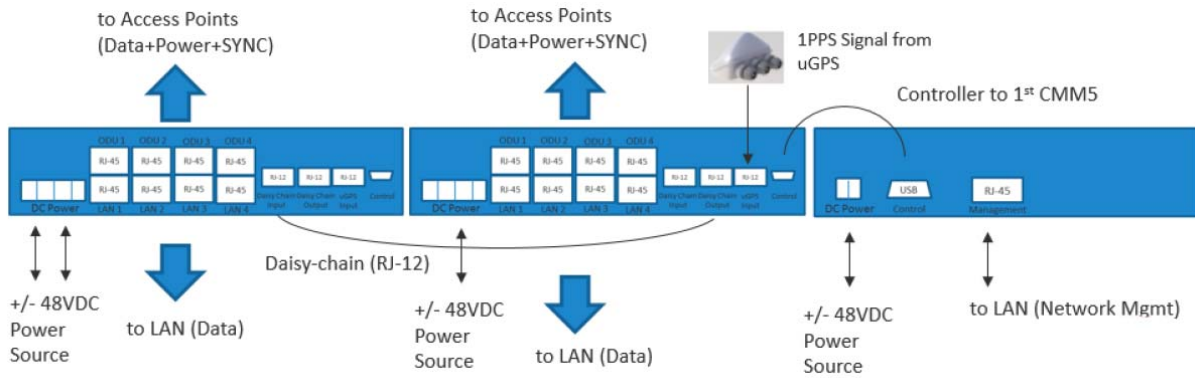 to Access Points
(Data+Power+SYNC)
to Access Points
(Data+Power+SYNC)
1PPS Signal from
uGPS
Controller to 1st CMM5
ODU 1 ODU 2 ODU 3 ODU 4
RJ-45 RJ-45 RJ-45 RJ-45
RJ-45 RJ-45 RJ-45 RJ-45
LAN 1 LAN 2 LAN 3 LAN 4
DC Power
RJ-12 RJ-12 RJ-12
Daisy Chain
Input
Daisy Chain
Output
uGPS
Input
Control
ODU 1 ODU 2 ODU 3 ODU 4
RJ-45 RJ-45 RJ-45 RJ-45
RJ-45 RJ-45 RJ-45 RJ-45
LAN 1 LAN 2 LAN 3 LAN 4
DC Power
RJ-12 RJ-12 RJ-12
Daisy Chain
Input
Daisy Chain
Output
uGPS
Input
Control
DC Power
USB
Control
RJ-45
Management
Daisy-chain (RJ-12)
+/- 48VDC
Power
Source
to LAN (Data)
+/- 48VDC
Power
Source
to LAN (Data)
+/- 48VDC
Power
Source
to LAN (Network Mgmt)